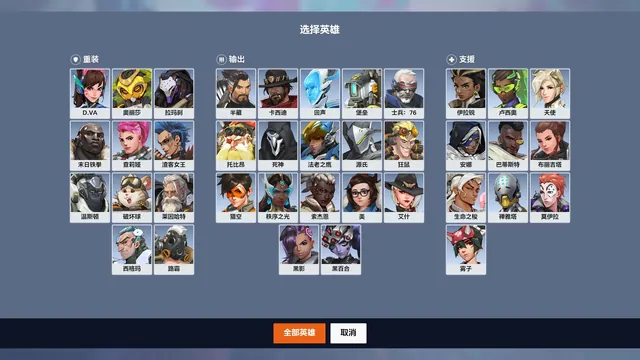 选择英雄
重装
输出
支援
D.VA 奥丽莎 拉玛刹
半藏 卡西迪 回声 堡垒 士兵：76
伊拉锐 卢西奥 天使
末日铁拳 查莉娅 渣客女王
托比昂 死神 法老之鹰 源氏 狂鼠
安娜 巴蒂斯特 布丽吉塔
温斯顿 破坏球 莱因哈特
猎空 秩序之光 索杰恩 美 艾什
生命之梭 禅雅塔 莫伊拉
西格玛 路霸
黑影 黑百合
雾子
全部英雄 取消